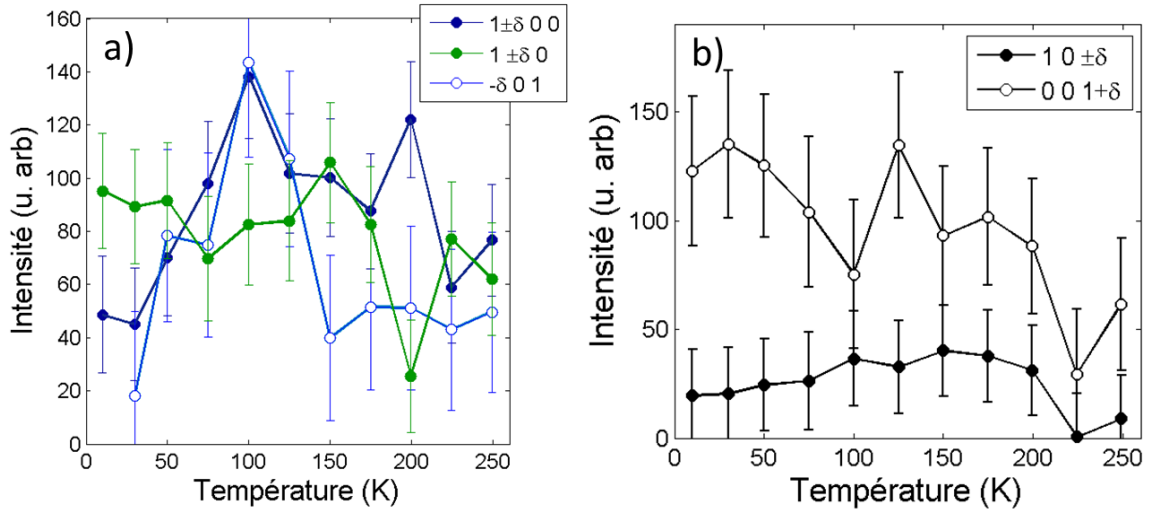 a)
1±δ 0 0
1 ±δ 0
-δ 0 1
Intensité (u. arb)
160
140
120
100
80
60
40
20
0
0 50 100 150 200 250
Température (K)
b)
1 0 ±δ
0 0 1+δ
Intensité (u. arb)
150
100
50
0
0 50 100 150 200 250
Température (K)